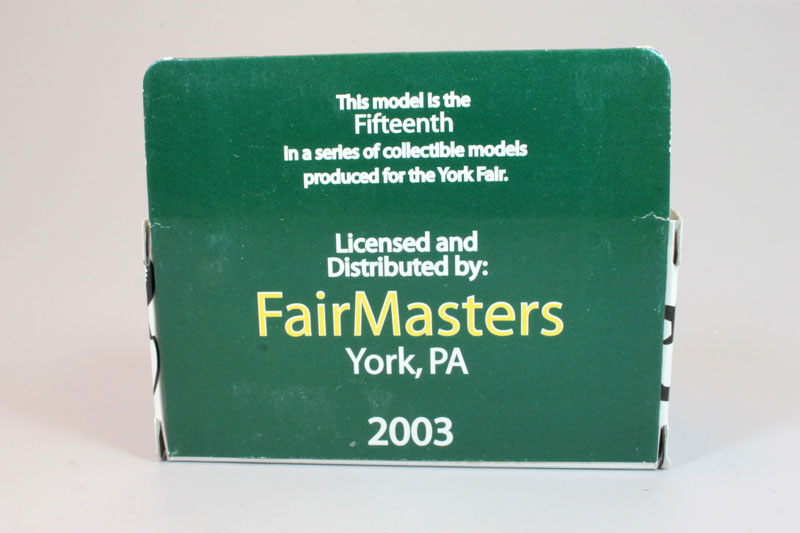 This model is the
Fifteenth
in a series of collectible models
produced for the York Fair.
Licensed and
Distributed by:
FairMasters
York, PA
2003